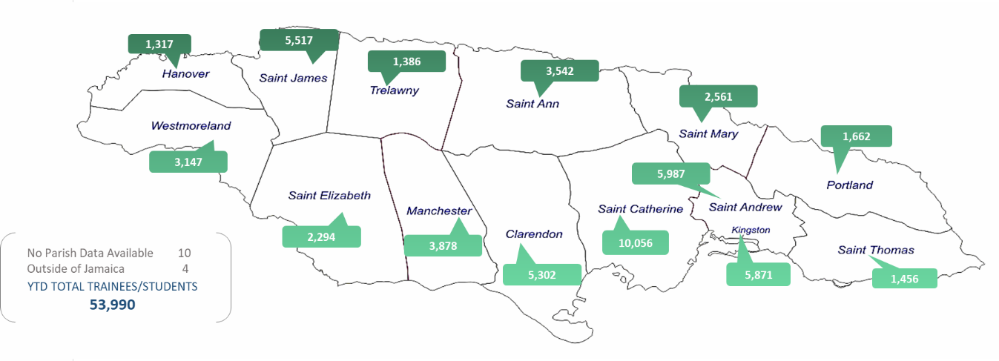 1,317
Hanover
5,517
Saint James
1,386
Trelawny
3,542
Saint Ann
2,561
Saint Mary
1,662
Portland
Westmoreland
3,147
5,987
Saint Andrew
Saint Elizabeth
2,294
Manchester
3,878
Clarendon
5,302
Saint Catherine
10,056
Kingston
5,871
Saint Thomas
1,456
No Parish Data Available 10
Outside of Jamaica 4
YTD TOTAL TRAINEES/STUDENTS
53,990